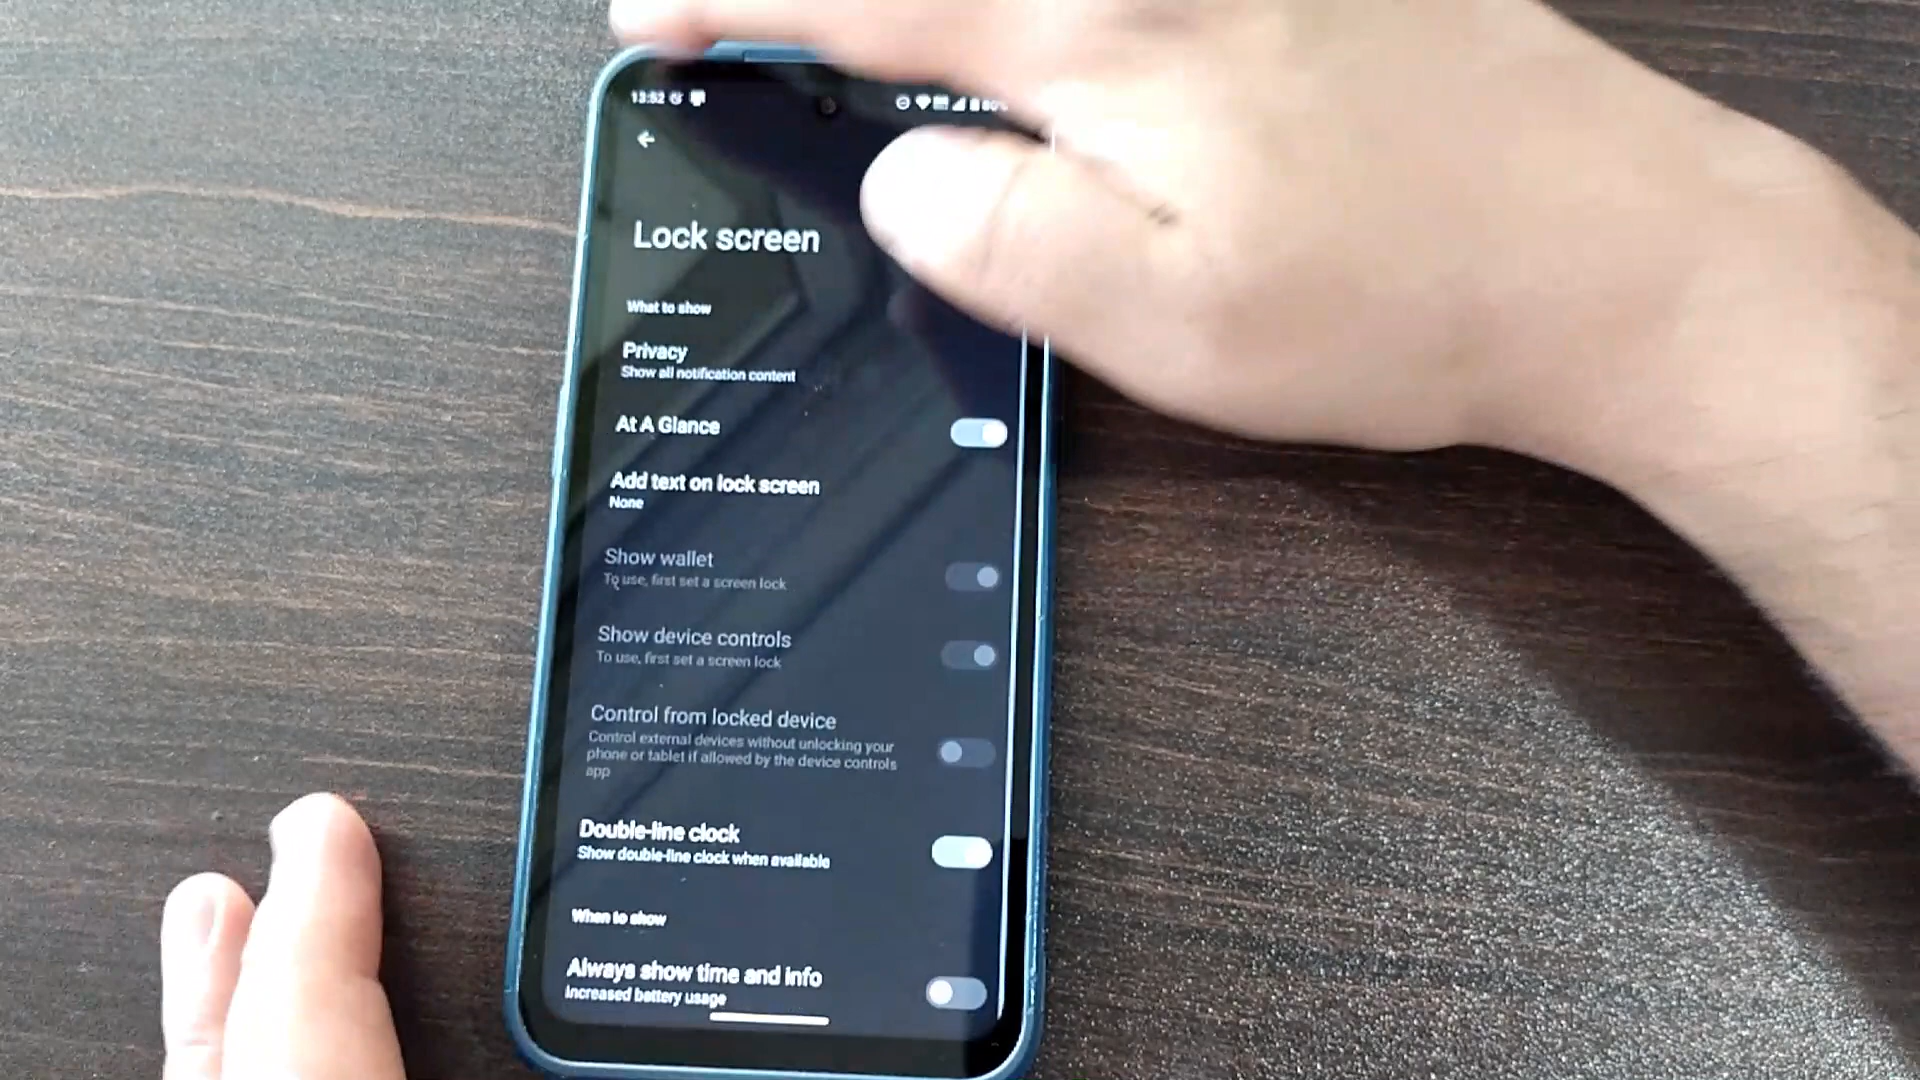 13:52
80%
Lock screen
What to show
Privacy
Show all notification content
At A Glance
Add text on lock screen
None
Show wallet
To use, first set a screen lock
Show device controls
To use, first set a screen lock
Control from locked device
Control external devices without unlocking your
phone or tablet if allowed by the device controls
app
Double-line clock
Show double-line clock when available
When to show
Always show time and info
Increased battery usage